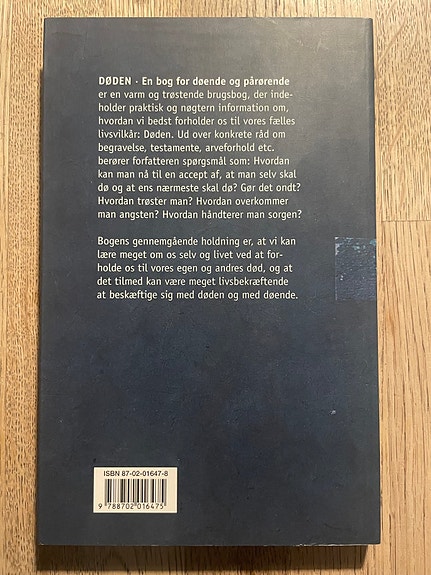 DØDEN · En bog for døende og pårørende
er en varm og trøstende brugsbog, der inde-
holder praktisk og nøgtern information om,
hvordan vi bedst forholder os til vores fælles
livsvilkår: Døden. Ud over konkrete råd om
begravelse, testamente, arveforhold etc.
berører forfatteren spørgsmål som: Hvordan
kan man nå til en accept af, at man selv skal
dø og at ens nærmeste skal dø? Gør det ondt?
Hvordan trøster man? Hvordan overkommer
man angsten? Hvordan håndterer man sorgen?
Bogens gennemgående holdning er, at vi kan
lære meget om os selv og livet ved at for-
holde os til vores egen og andres død, og at
det tilmed kan være meget livsbekræftende
at beskæftige sig med døden og med døende.
ISBN 87-02-01647-8
9 788702 016475